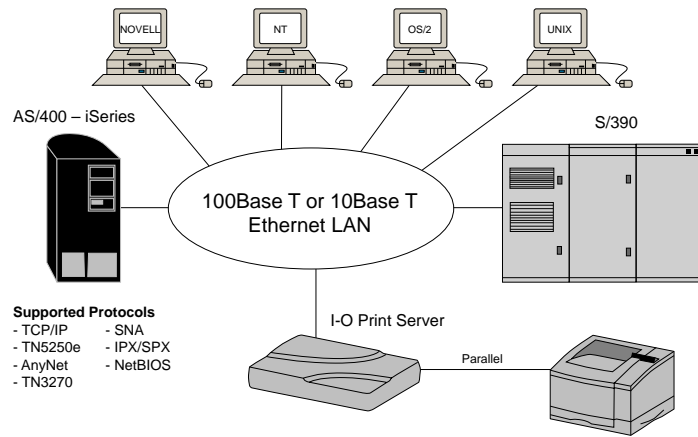 NOVELL
NT
OS/2
UNIX
AS/400 – iSeries
S/390
100Base T or 10Base T
Ethernet LAN
Supported Protocols
- TCP/IP - SNA
- TN5250e - IPX/SPX
- AnyNet - NetBIOS
- TN3270
I-O Print Server
Parallel